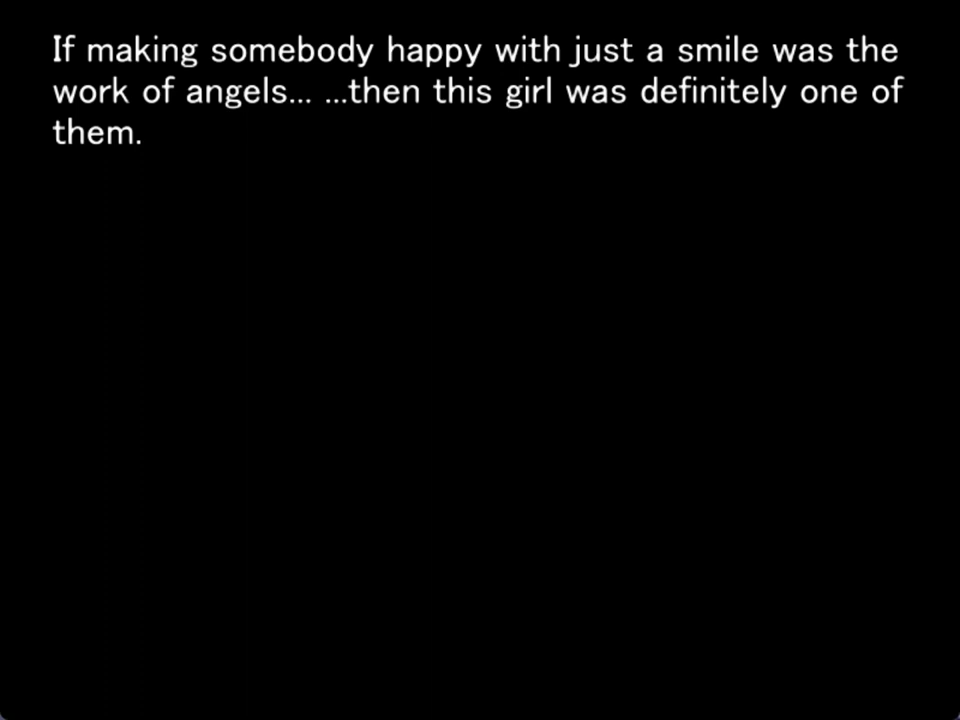 If making somebody happy with just a smile was the
work of angels... ...then this girl was definitely one of
them.